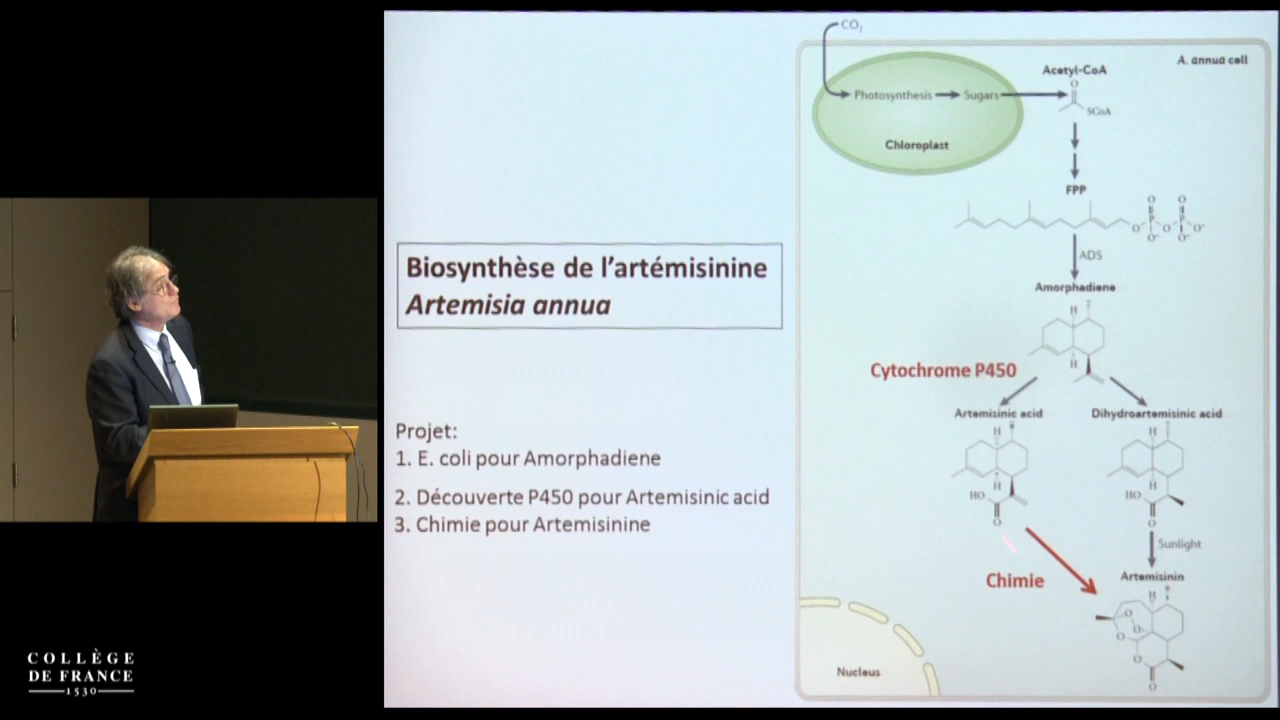 Biosynthèse de l'artémisinine
Artemisia annua
Projet:
1. E. coli pour Amorphadiene
2. Découverte P450 pour Artemisinic acid
3. Chimie pour Artemisinine
CO₂
A. annua cell
Acetyl-CoA
O
SCoA
Photosynthesis
Sugars
Chloroplast
FPP
O O
P P
O O O⁻
O⁻ O⁻
ADS
Amorphadiene
H
H
Cytochrome P450
Artemisinic acid
Dihydroartemisinic acid
H
H
HO
O
H
H
HO
O
Sunlight
Chimie
Artemisinin
H
O
O
O
O
O
Nucleus
COLLÈGE
DE FRANCE
1530